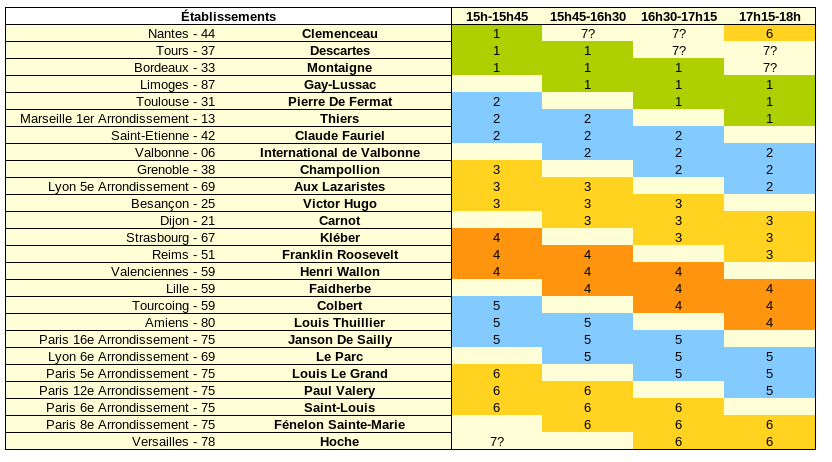 Établissements 15h-15h45 15h45-16h30 16h30-17h15 17h15-18h
Nantes - 44 Clemenceau 1 7? 7? 6
Tours - 37 Descartes 1 1 7? 7?
Bordeaux - 33 Montaigne 1 1 1 7?
Limoges - 87 Gay-Lussac 1 1 1
Toulouse - 31 Pierre De Fermat 2 1 1
Marseille 1er Arrondissement - 13 Thiers 2 2 1
Saint-Etienne - 42 Claude Fauriel 2 2 2
Valbonne - 06 International de Valbonne 2 2 2
Grenoble - 38 Champollion 3 2 2
Lyon 5e Arrondissement - 69 Aux Lazaristes 3 3 2
Besançon - 25 Victor Hugo 3 3 3
Dijon - 21 Carnot 3 3 3
Strasbourg - 67 Kléber 4 3 3
Reims - 51 Franklin Roosevelt 4 4 3
Valenciennes - 59 Henri Wallon 4 4 4
Lille - 59 Faidherbe 4 4 4
Tourcoing - 59 Colbert 5 4 4
Amiens - 80 Louis Thuillier 5 5 4
Paris 16e Arrondissement - 75 Janson De Sailly 5 5 5
Lyon 6e Arrondissement - 69 Le Parc 5 5 5
Paris 5e Arrondissement - 75 Louis Le Grand 6 5 5
Paris 12e Arrondissement - 75 Paul Valery 6 6 5
Paris 6e Arrondissement - 75 Saint-Louis 6 6 6
Paris 8e Arrondissement - 75 Fénelon Sainte-Marie 6 6 6
Versailles - 78 Hoche 7? 6 6